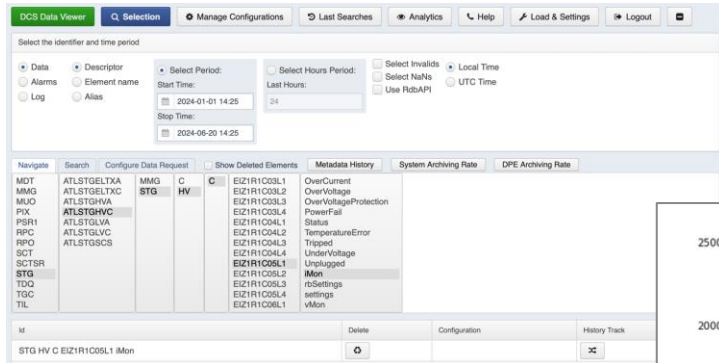 DCS Data Viewer Selection Manage Configurations Last Searches Analytics Help Load & Settings Logout
Select the identifier and time period
Data Descriptor Select Period: Select Hours Period: Select Invalids Local Time
Alarms Element name Start Time: Last Hours: Select NaNs UTC Time
Log Alias 2024-01-01 14:25 24 Use RdbAPI
Stop Time:
2024-06-20 14:25
Navigate Search Configure Data Request Show Deleted Elements Metadata History System Archiving Rate DPE Archiving Rate
MDT ATLSTGELTXA MMG C C EIZ1R1C03L1 OverCurrent
MMG ATLSTGELTXC STG HV EIZ1R1C03L2 OverVoltage
MUO ATLSTGHVA EIZ1R1C03L3 OverVoltageProtection
PIX ATLSTGHVC EIZ1R1C03L4 PowerFail
PSR1 ATLSTGLVA EIZ1R1C04L1 Status
RPC ATLSTGLVC EIZ1R1C04L2 TemperatureError
RPO ATLSTGSCS EIZ1R1C04L3 Tripped
SCT EIZ1R1C04L4 UnderVoltage
SCTSR EIZ1R1C05L1 Unplugged
STG EIZ1R1C05L2 iMon
TDQ EIZ1R1C05L3 rbSettings
TGC EIZ1R1C05L4 settings
TIL EIZ1R1C06L1 vMon
2500
2000
Id Delete Configuration History Track
STG HV C EIZ1R1C05L1 iMon